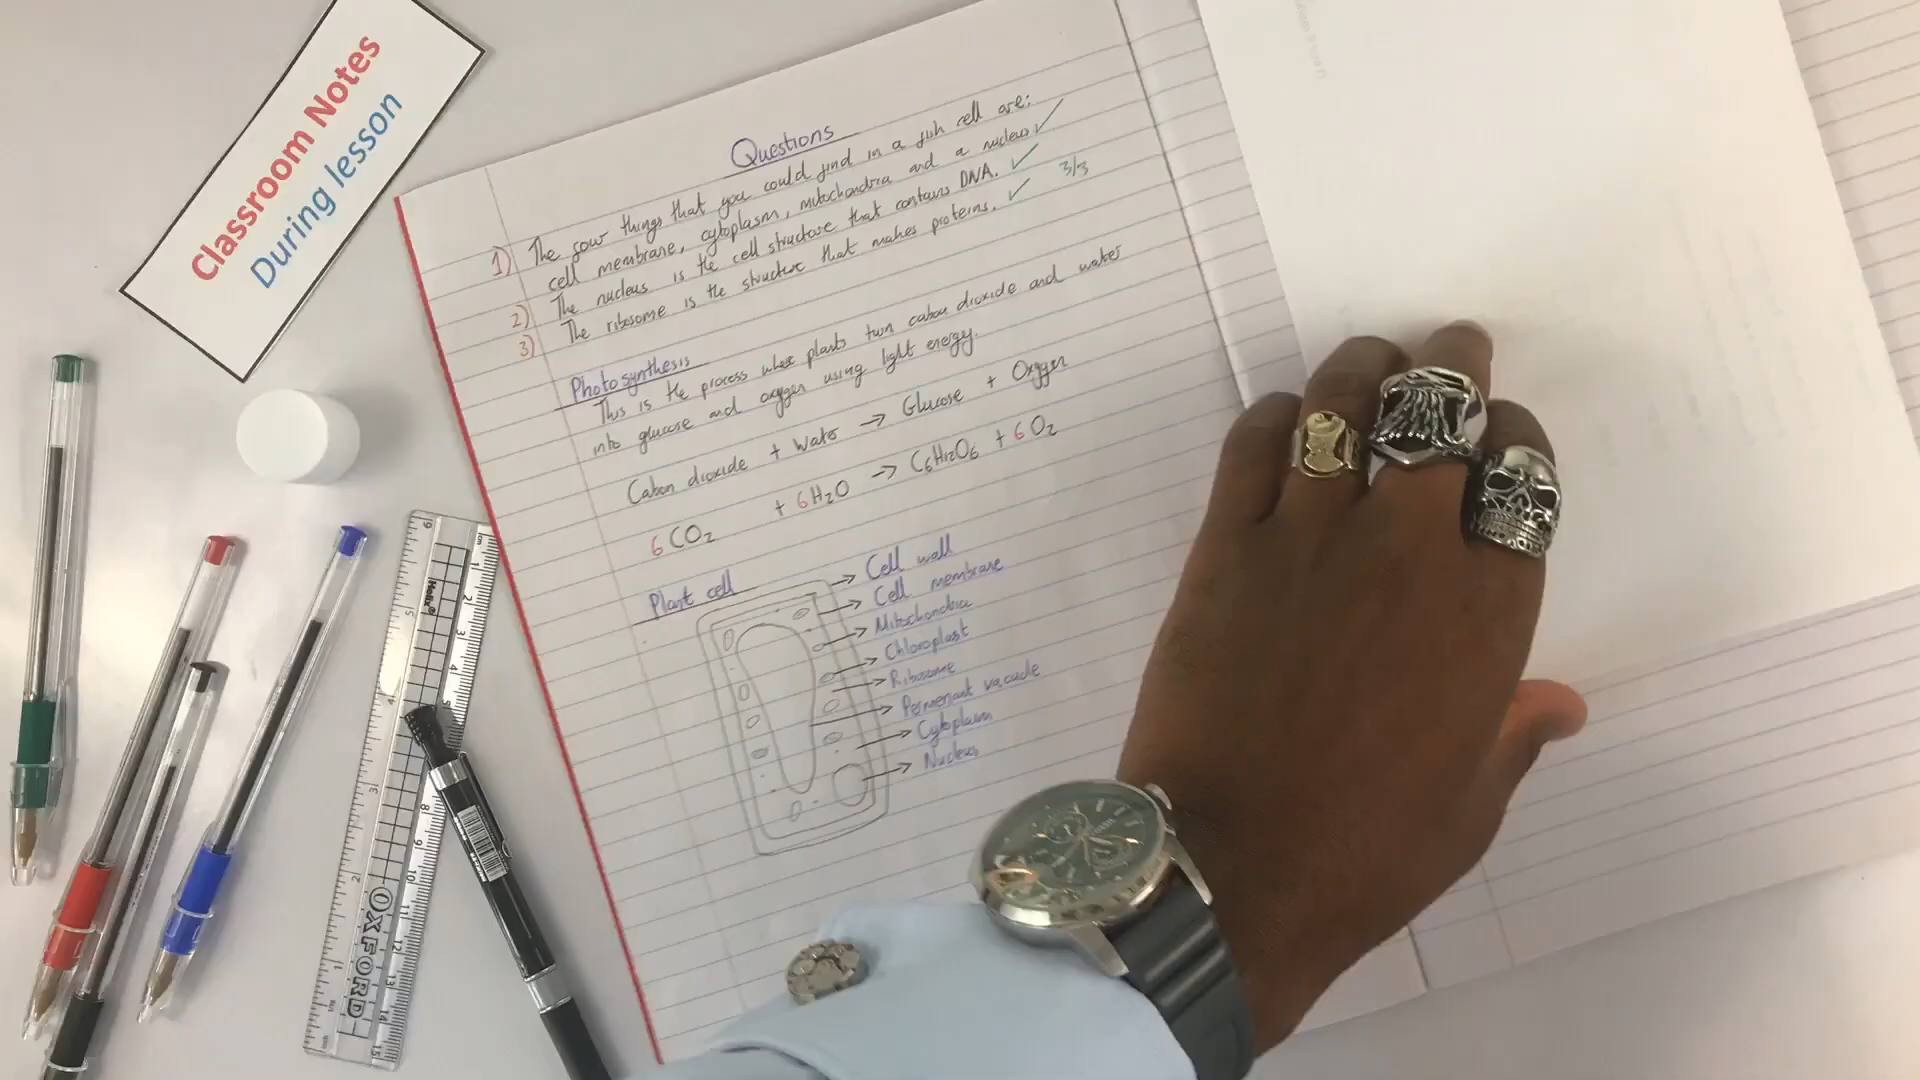 Classroom Notes
During lesson
Questions
1) The four things that you could find in a fish cell are:
cell membrane, cytoplasm, mitochondria and a nucleus. ✓
2) The nucleus is the cell structure that contains DNA. ✓
3) The ribosome is the structure that makes proteins. ✓
3/3
Photosynthesis
This is the process where plants turn cabon dioxide and water
into glucose and oxygen using light energy.
Cabon dioxide + Water → Glucose + Oxygen
6CO2 + 6H2O → C6H12O6 + 6O2
Plant cell
Cell wall
Cell membrane
Mitochondria
Chloroplast
Ribosome
Permenant vacuole
Cytoplasm
Nucleus
Helix
OXFORD